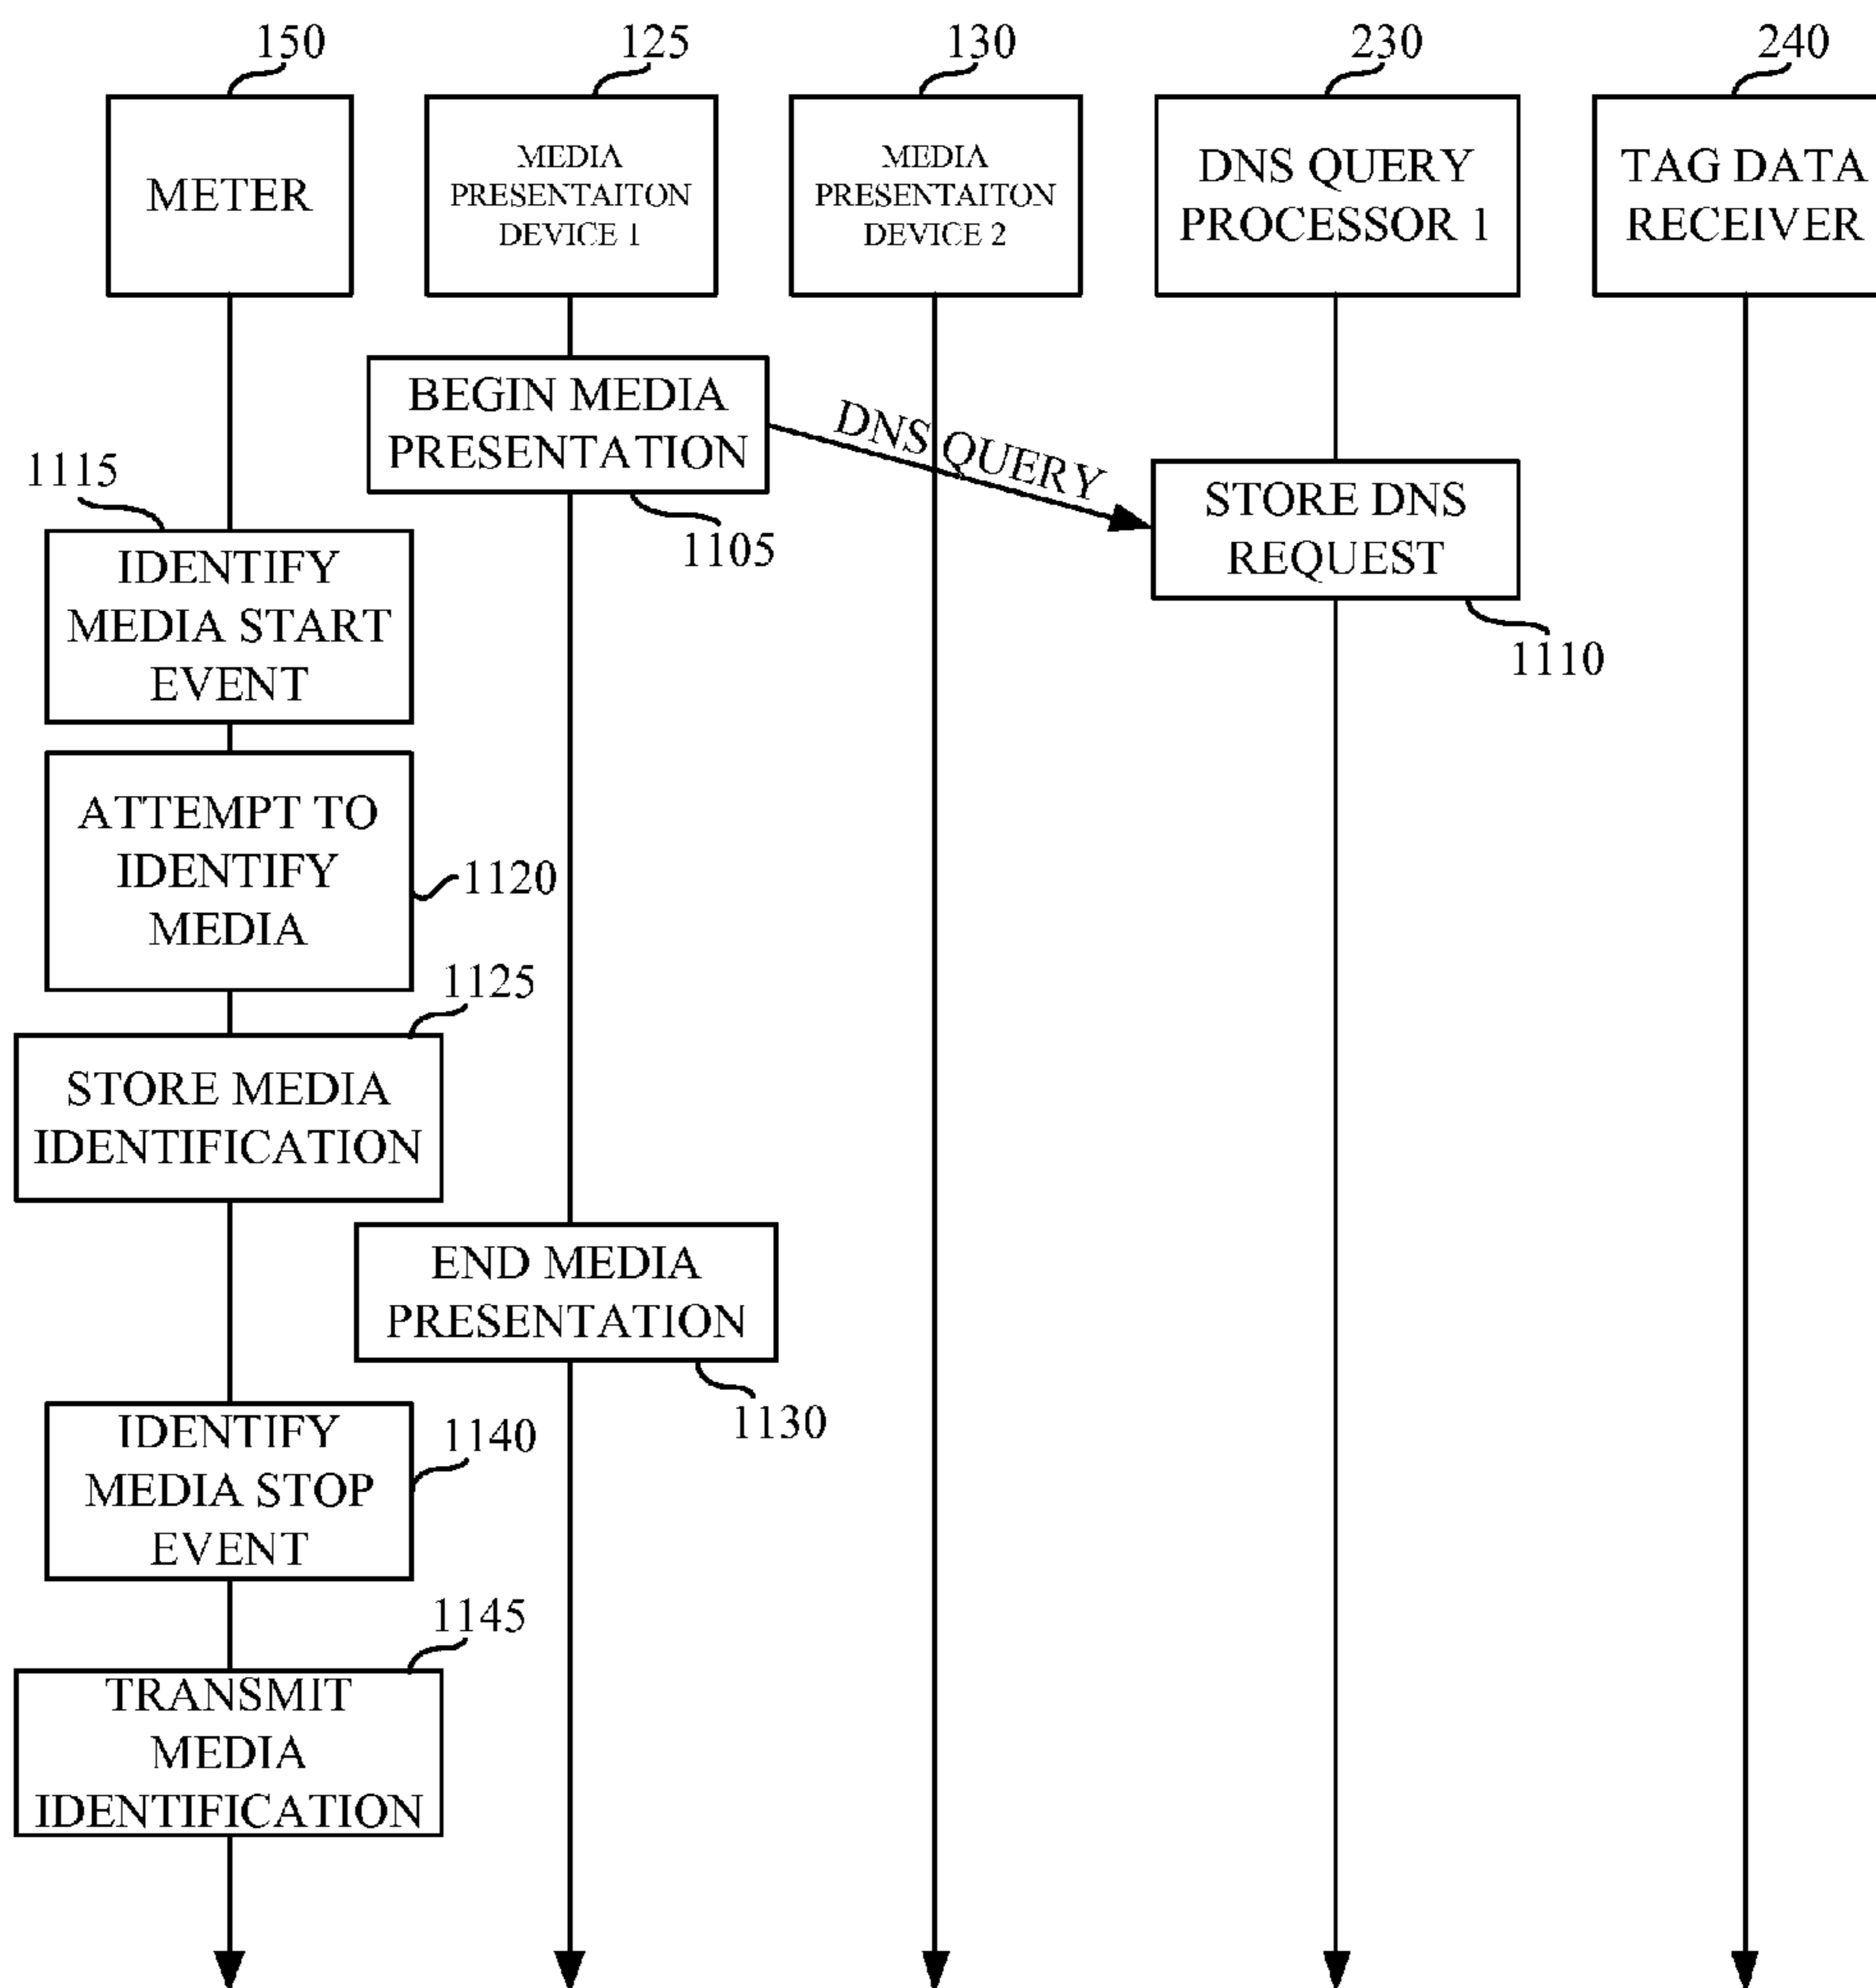 150
125
130
230
240
METER
MEDIA
PRESENTAITON
DEVICE 1
MEDIA
PRESENTAITON
DEVICE 2
DNS QUERY
PROCESSOR 1
TAG DATA
RECEIVER
BEGIN MEDIA
PRESENTATION
1105
DNS QUERY
STORE DNS
REQUEST
1110
1115
IDENTIFY
MEDIA START
EVENT
ATTEMPT TO
IDENTIFY
MEDIA
1120
1125
STORE MEDIA
IDENTIFICATION
END MEDIA
PRESENTATION
1130
IDENTIFY
MEDIA STOP
EVENT
1140
1145
TRANSMIT
MEDIA
IDENTIFICATION